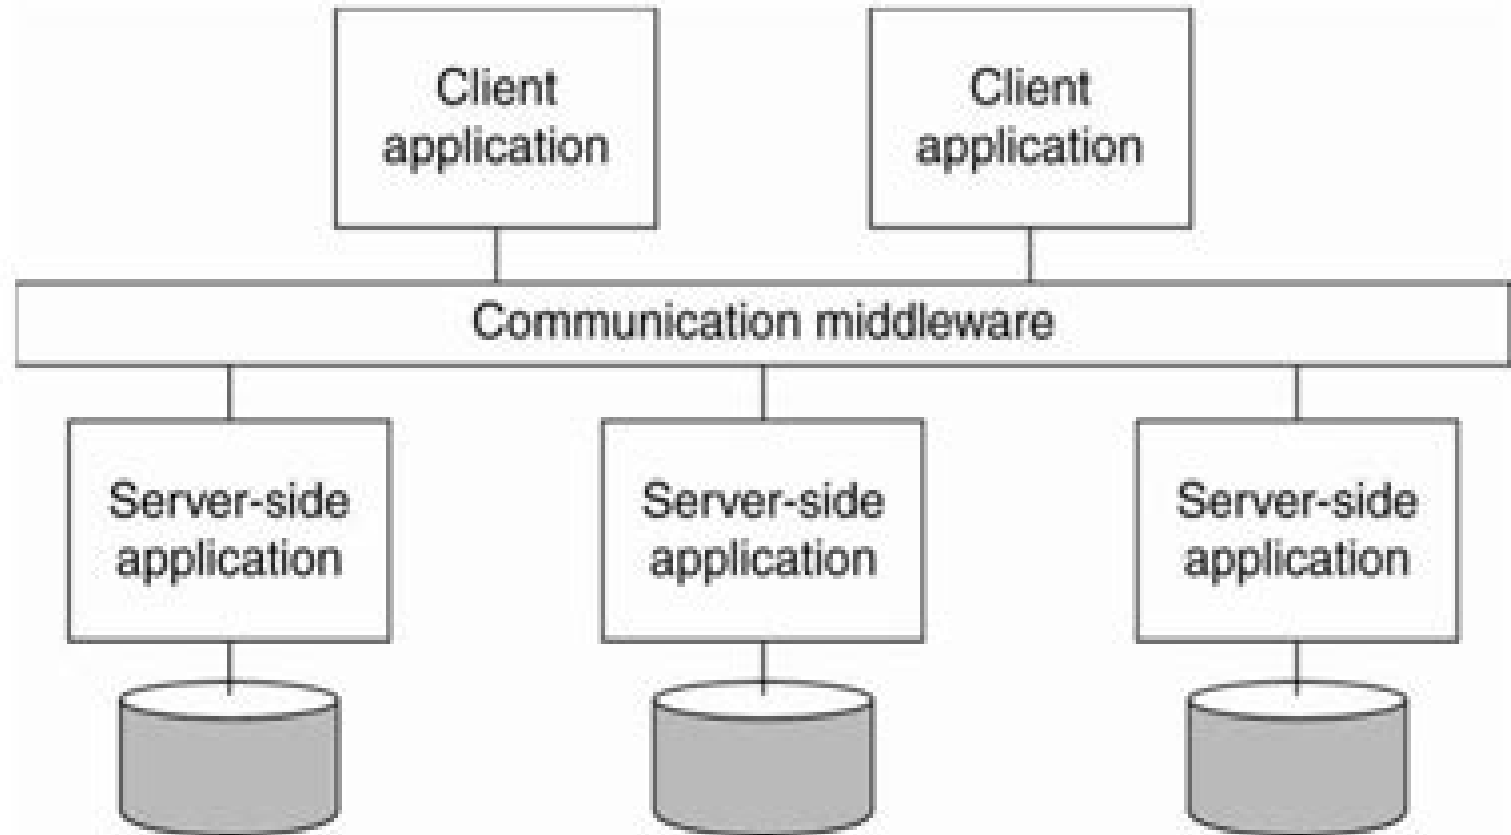 Client
application
Client
application
Communication middleware
Server-side
application
Server-side
application
Server-side
application